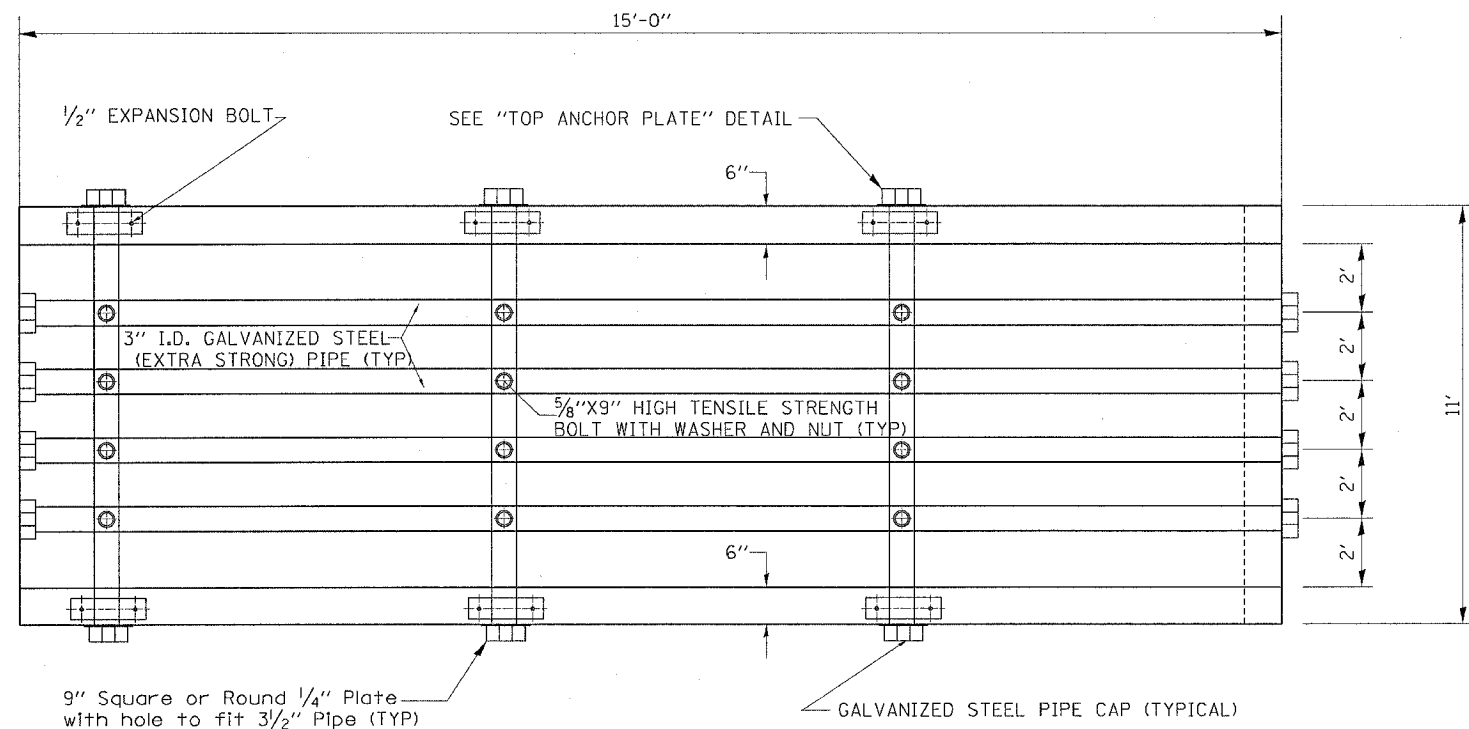 15'-0"
1/2" EXPANSION BOLT
SEE "TOP ANCHOR PLATE" DETAIL
6"
2'
3" I.D. GALVANIZED STEEL
(EXTRA STRONG) PIPE (TYP)
2'
5/8"X9" HIGH TENSILE STRENGTH
BOLT WITH WASHER AND NUT (TYP)
2'
11'
2'
6"
2'
9" Square or Round 1/4" Plate
with hole to fit 3 1/2" Pipe (TYP)
GALVANIZED STEEL PIPE CAP (TYPICAL)